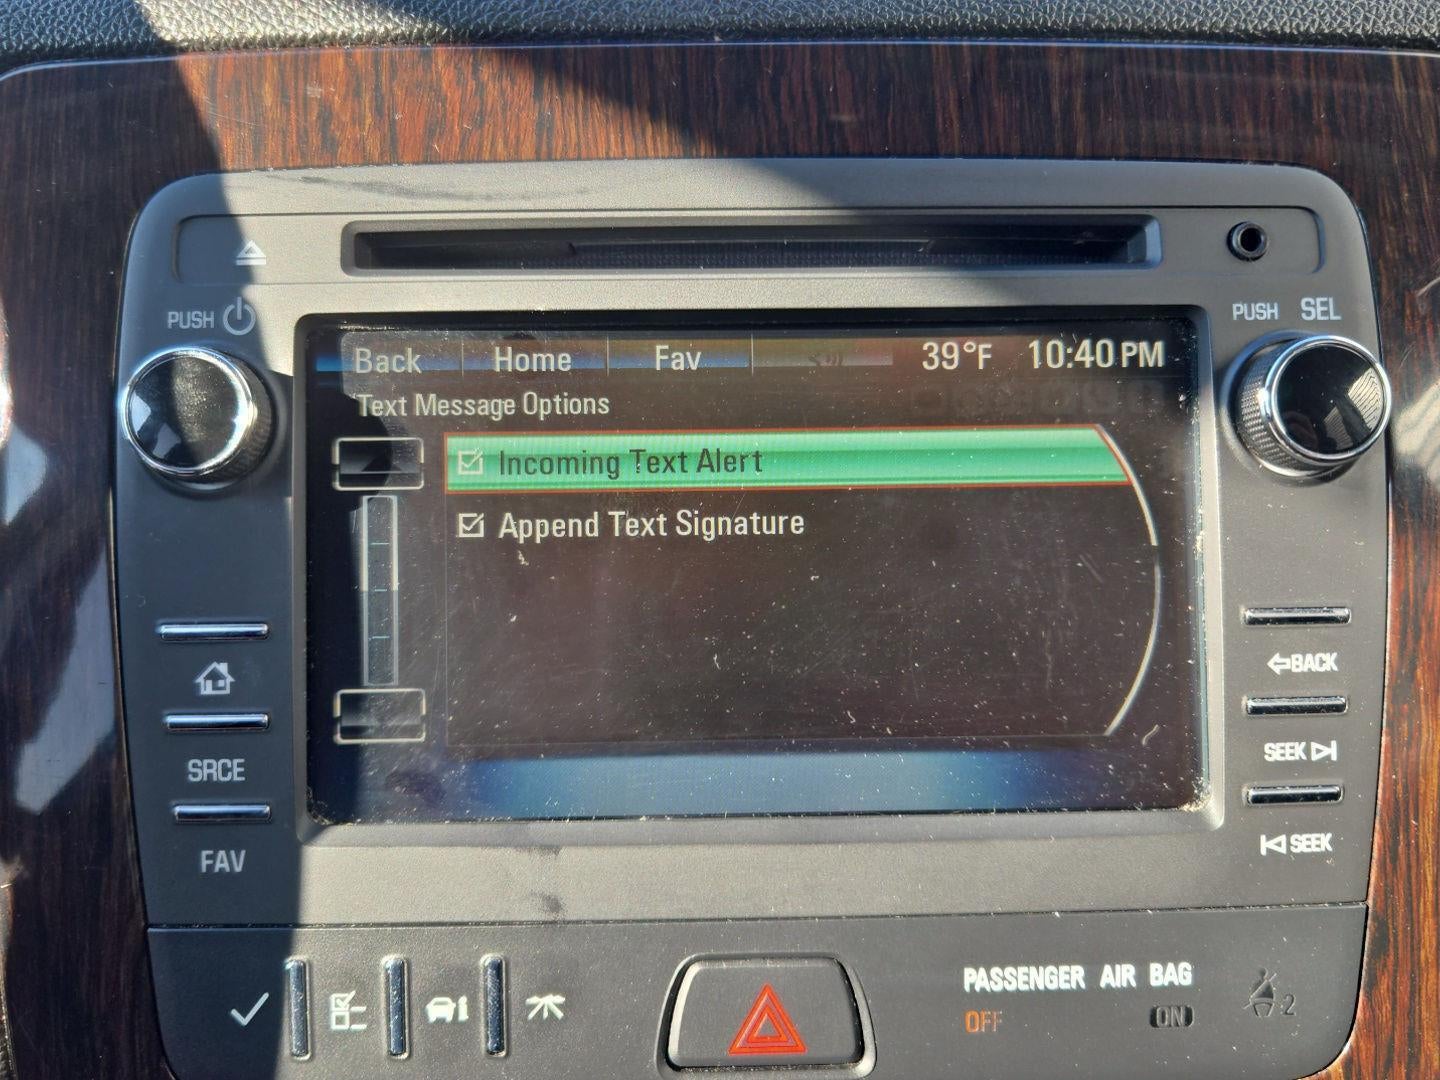 PUSH
PUSH SEL
Back Home Fav 39°F 10:40 PM
Text Message Options
Incoming Text Alert
Append Text Signature
BACK
SRCE
SEEK
FAV
SEEK
PASSENGER AIR BAG
OFF ON
2